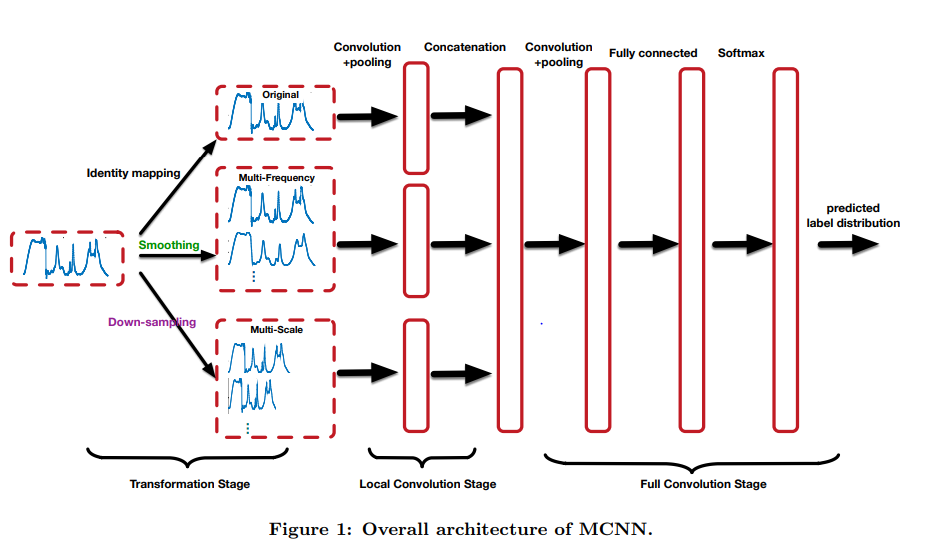 Convolution
+pooling
Concatenation
Convolution
+pooling
Fully connected
Softmax
Original
Identity mapping
Multi-Frequency
Smoothing
predicted
label distribution
Down-sampling
Multi-Scale
Transformation Stage
Local Convolution Stage
Full Convolution Stage
Figure 1: Overall architecture of MCNN.